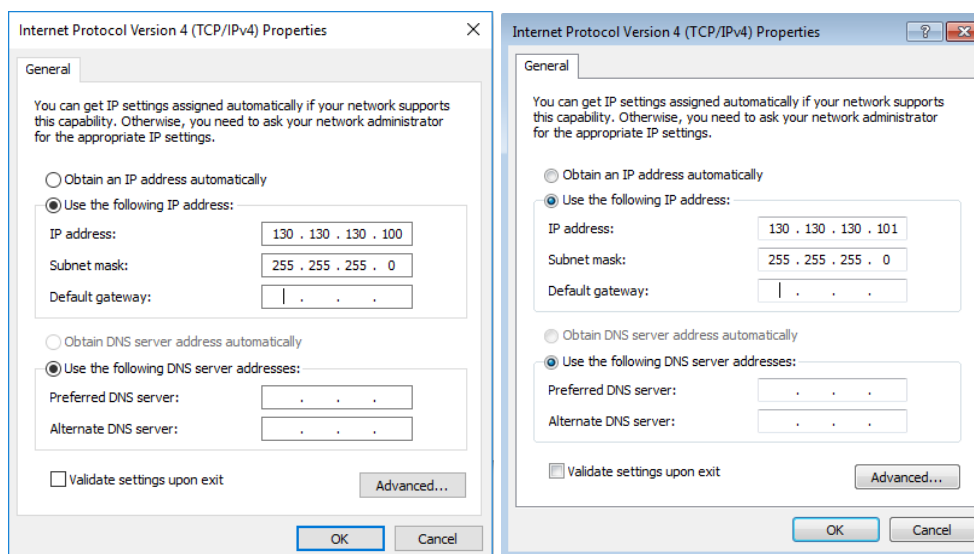 Internet Protocol Version 4 (TCP/IPv4) Properties
General
You can get IP settings assigned automatically if your network supports
this capability. Otherwise, you need to ask your network administrator
for the appropriate IP settings.
Obtain an IP address automatically
Use the following IP address:
IP address: 130 . 130 . 130 . 100
Subnet mask: 255 . 255 . 255 . 0
Default gateway: . . .
Obtain DNS server address automatically
Use the following DNS server addresses:
Preferred DNS server: . . .
Alternate DNS server: . . .
Validate settings upon exit
Advanced...
OK Cancel
Internet Protocol Version 4 (TCP/IPv4) Properties
General
You can get IP settings assigned automatically if your network supports
this capability. Otherwise, you need to ask your network administrator
for the appropriate IP settings.
Obtain an IP address automatically
Use the following IP address:
IP address: 130 . 130 . 130 . 101
Subnet mask: 255 . 255 . 255 . 0
Default gateway: . . .
Obtain DNS server address automatically
Use the following DNS server addresses:
Preferred DNS server: . . .
Alternate DNS server: . . .
Validate settings upon exit
Advanced...
OK Cancel